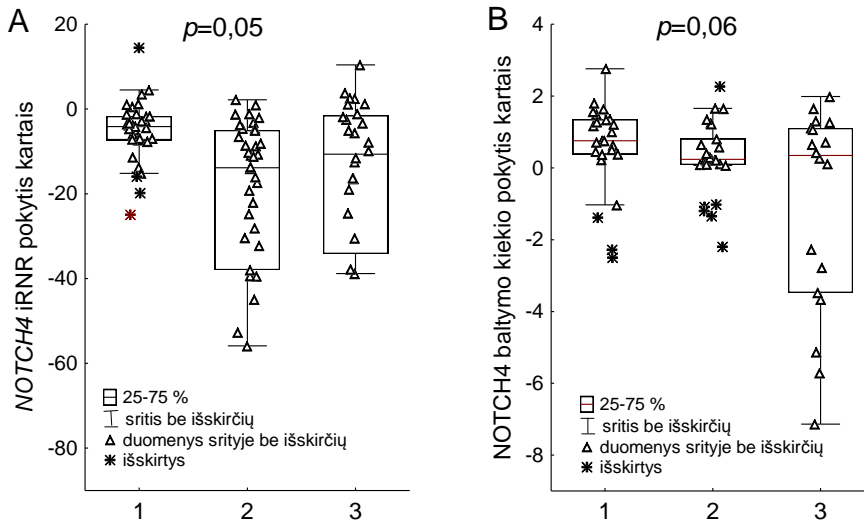 A
p=0,05
NOTCH4 iRNR pokytis kartais
20
0
-20
-40
-60
-80
25-75 %
sritis be išskirčių
duomenys srityje be išskirčių
išskirtys
1 2 3
B
p=0,06
NOTCH4 baltymo kiekio pokytis kartais
4
2
0
-2
-4
-6
-8
25-75 %
sritis be išskirčių
duomenys srityje be išskirčių
išskirtys
1 2 3